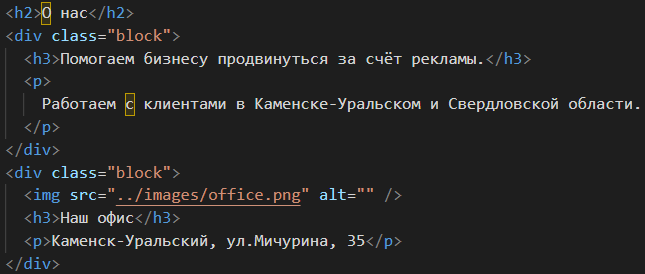 <h2>О нас</h2>
<div class="block">
<h3>Помогаем бизнесу продвинуться за счёт рекламы.</h3>
<p>
Работаем с клиентами в Каменске-Уральском и Свердловской области.
</p>
</div>
<div class="block">
<img src="../images/office.png" alt="" />
<h3>Наш офис</h3>
<p>Каменск-Уральский, ул.Мичурина, 35</p>
</div>